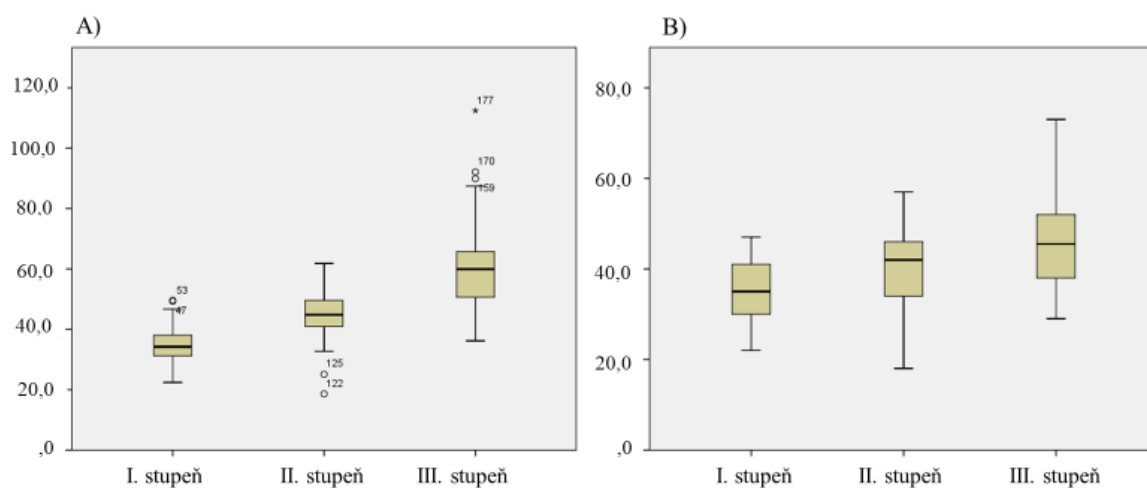 A)
120,0
100,0
80,0
60,0
40,0
20,0
,0
53
47
125
122
*177
170
159
I. stupeň
II. stupeň
III. stupeň
B)
80,0
60,0
40,0
20,0
,0
I. stupeň
II. stupeň
III. stupeň